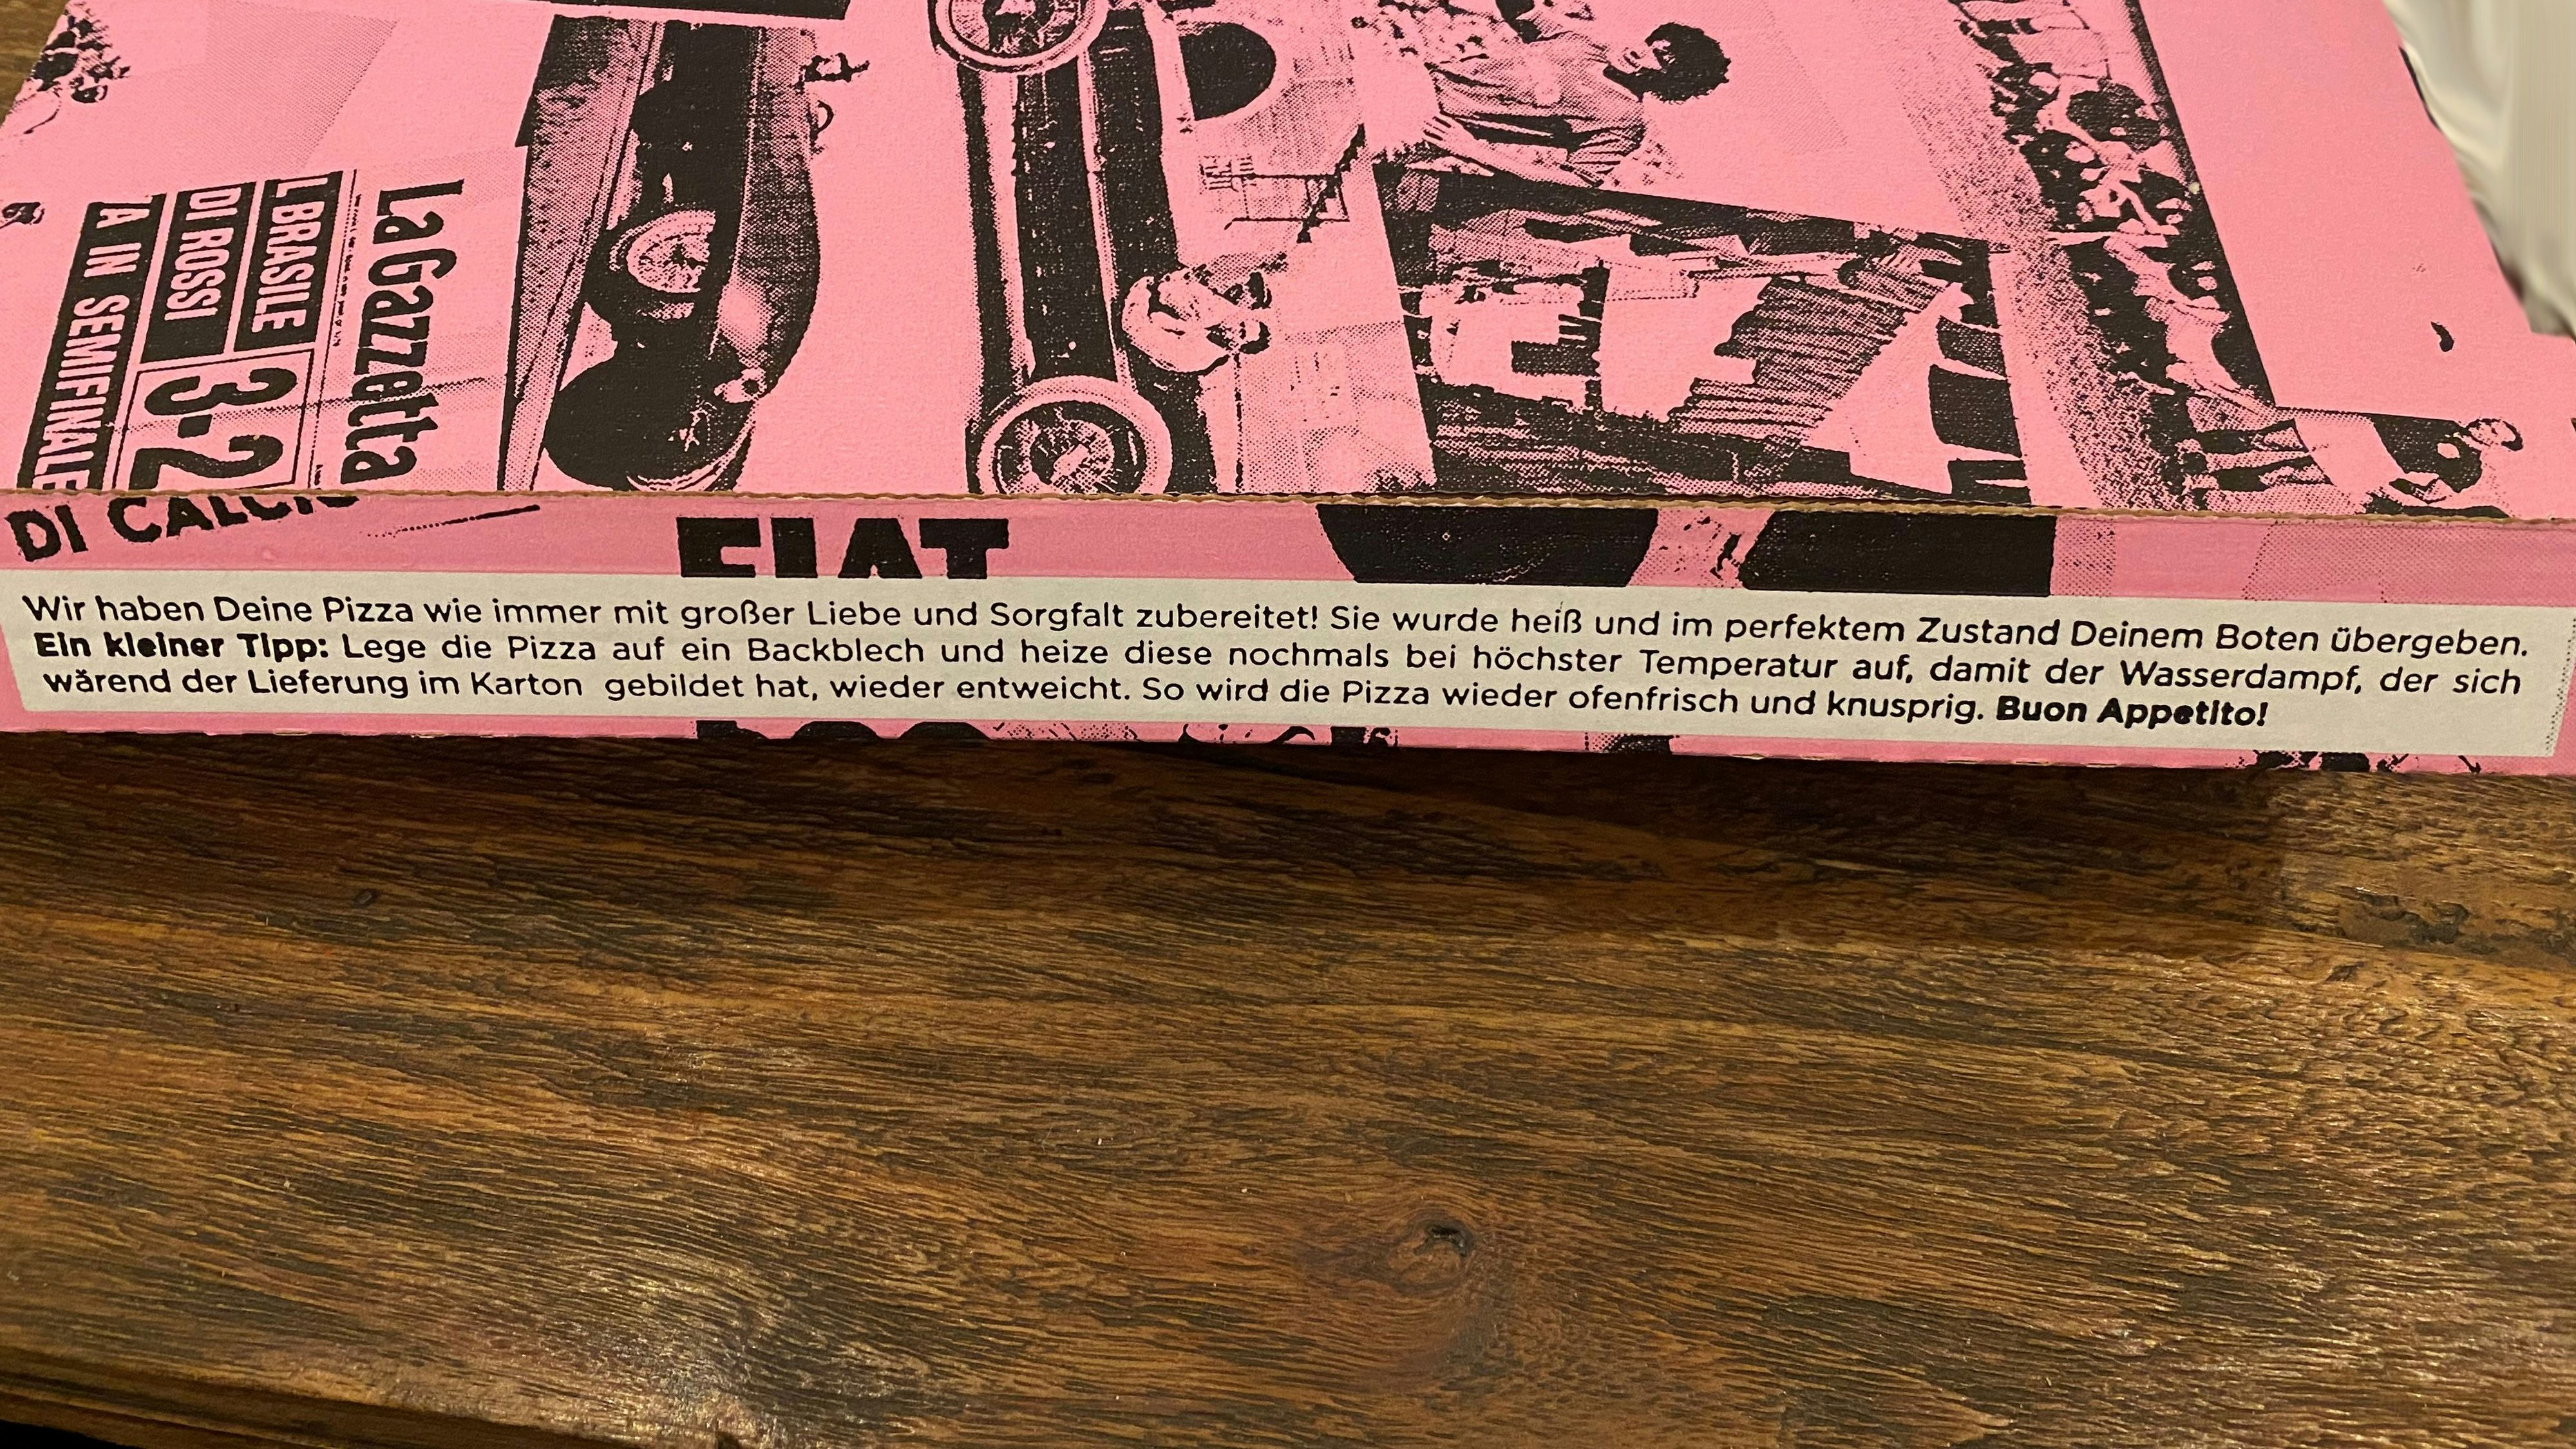 La Gazzetta
L BRASILE
DI ROSSI
3-2
A IN SEMIFINALE
DI CALCIO
FIAT
Wir haben Deine Pizza wie immer mit großer Liebe und Sorgfalt zubereitet! Sie wurde heiß und im perfektem Zustand Deinem Boten übergeben.
Ein kleiner Tipp: Lege die Pizza auf ein Backblech und heize diese nochmals bei höchster Temperatur auf, damit der Wasserdampf, der sich
wärend der Lieferung im Karton gebildet hat, wieder entweicht. So wird die Pizza wieder ofenfrisch und knusprig. Buon Appetito!